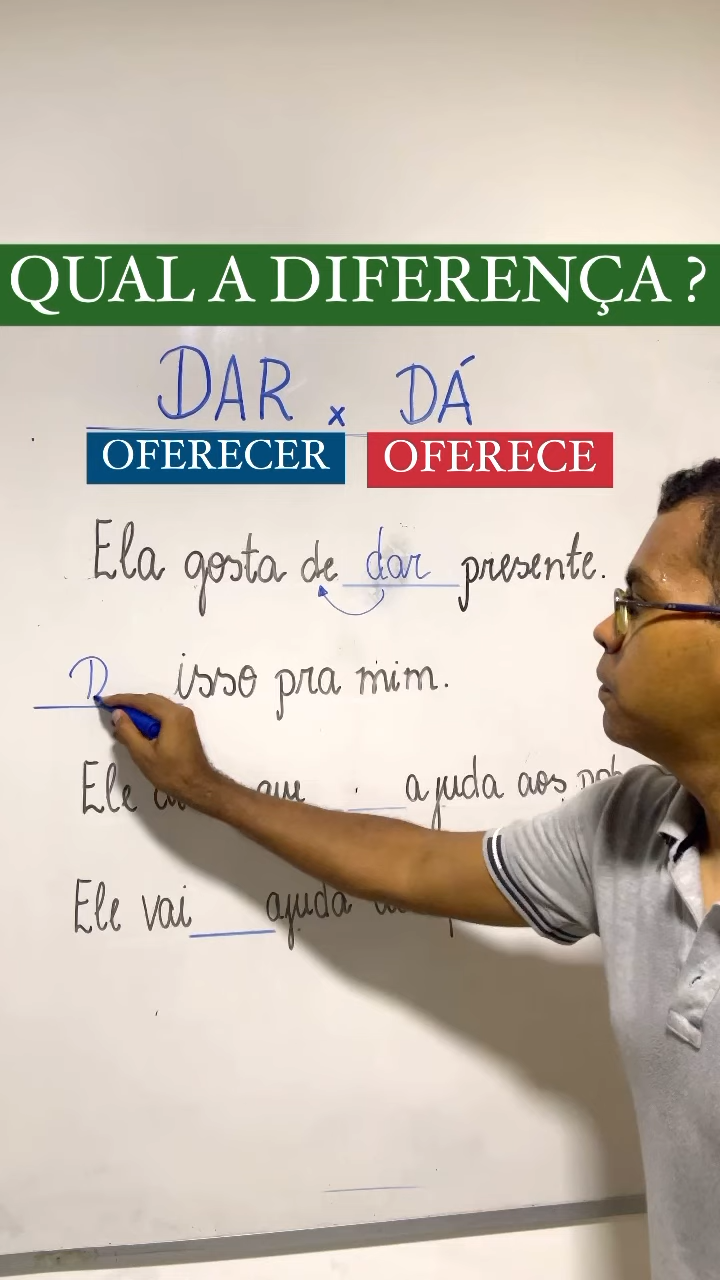 QUAL A DIFERENÇA ?
DAR x DÁ
OFERECER OFERECE
Ela gosta de dar presente.
D isso pra mim.
Ele que ajuda aos
Ele vai ajuda